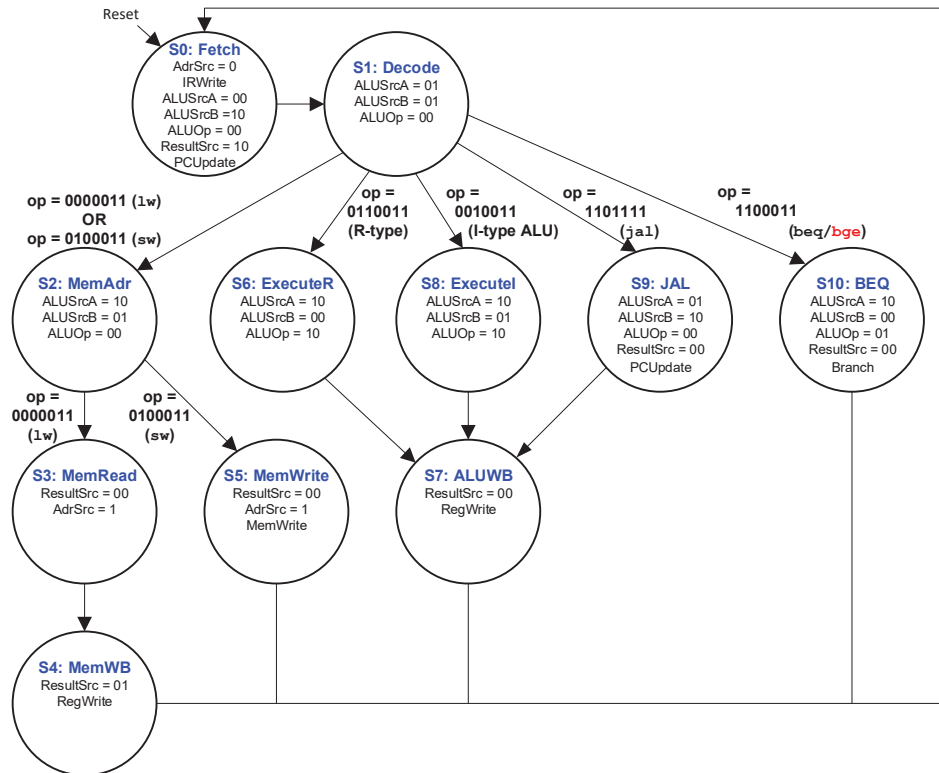 Reset
S0: Fetch
AdrSrc = 0
IRWrite
ALUSrcA = 00
ALUSrcB =10
ALUOp = 00
ResultSrc = 10
PCUpdate
S1: Decode
ALUSrcA = 01
ALUSrcB = 01
ALUOp = 00
op = 0000011 (lw)
OR
op = 0100011 (sw)
op =
0110011
(R-type)
op =
0010011
(I-type ALU)
op =
1101111
(jal)
op =
1100011
(beq/bge)
S2: MemAdr
ALUSrcA = 10
ALUSrcB = 01
ALUOp = 00
S6: ExecuteR
ALUSrcA = 10
ALUSrcB = 00
ALUOp = 10
S8: ExecuteI
ALUSrcA = 10
ALUSrcB = 01
ALUOp = 10
S9: JAL
ALUSrcA = 01
ALUSrcB = 10
ALUOp = 00
ResultSrc = 00
PCUpdate
S10: BEQ
ALUSrcA = 10
ALUSrcB = 00
ALUOp = 01
ResultSrc = 00
Branch
op =
0000011
(lw)
op =
0100011
(sw)
S3: MemRead
ResultSrc = 00
AdrSrc = 1
S5: MemWrite
ResultSrc = 00
AdrSrc = 1
MemWrite
S7: ALUWB
ResultSrc = 00
RegWrite
S4: MemWB
ResultSrc = 01
RegWrite